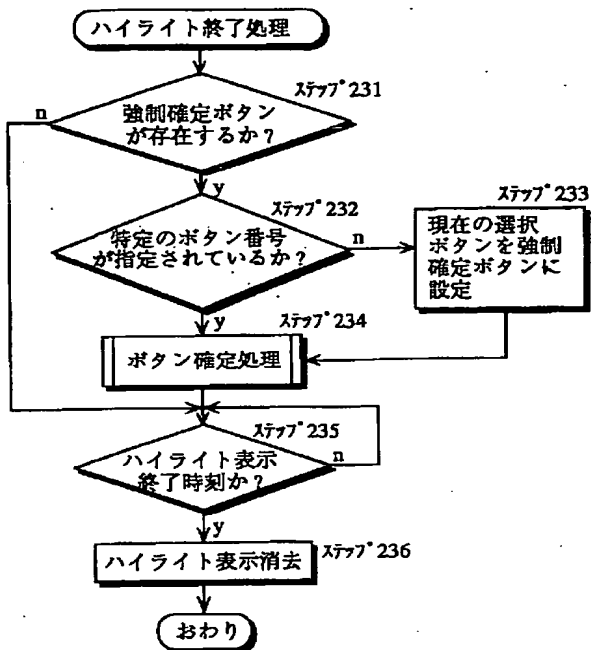 ハイライト終了処理
ステップ231
強制確定ボタン
が存在するか?
n
y
ステップ232
特定のボタン番号
が指定されているか?
n
y
ステップ233
現在の選択
ボタンを強制
確定ボタンに
設定
ステップ234
ボタン確定処理
ステップ235
ハイライト表示
終了時刻か?
n
y
ハイライト表示消去
ステップ236
おわり